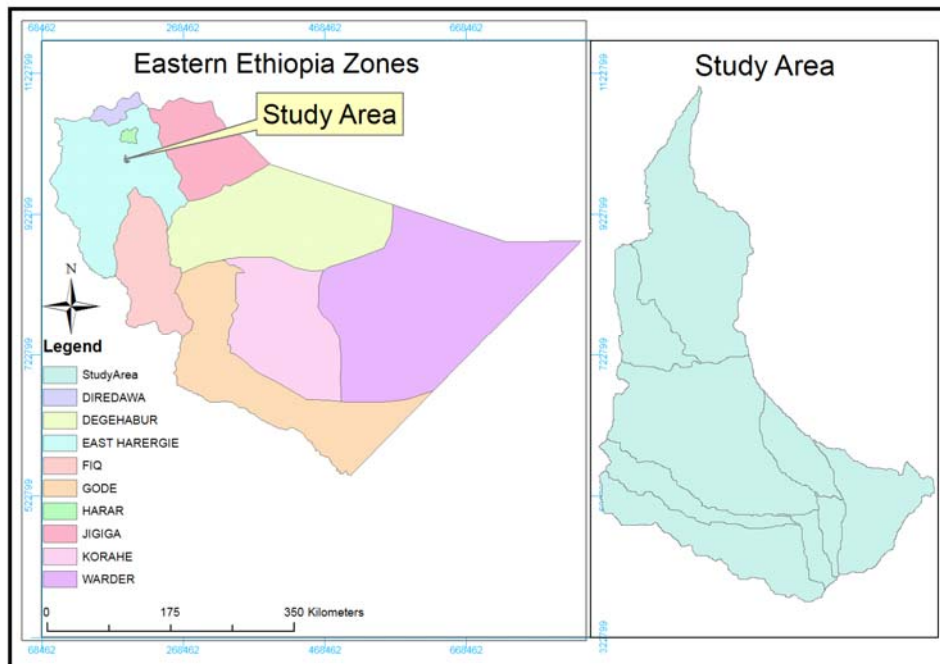 68462 268462 468462 668462
Eastern Ethiopia Zones
Study Area
1122799
922799
722799
522799
N
Legend
StudyArea
DIREDAWA
DEGEHABUR
EAST HARERGIE
FIQ
GODE
HARAR
JIGIGA
KORAHE
WARDER
0 175 350 Kilometers
68462 268462 468462 668462
Study Area
1122799
922799
722799
322799